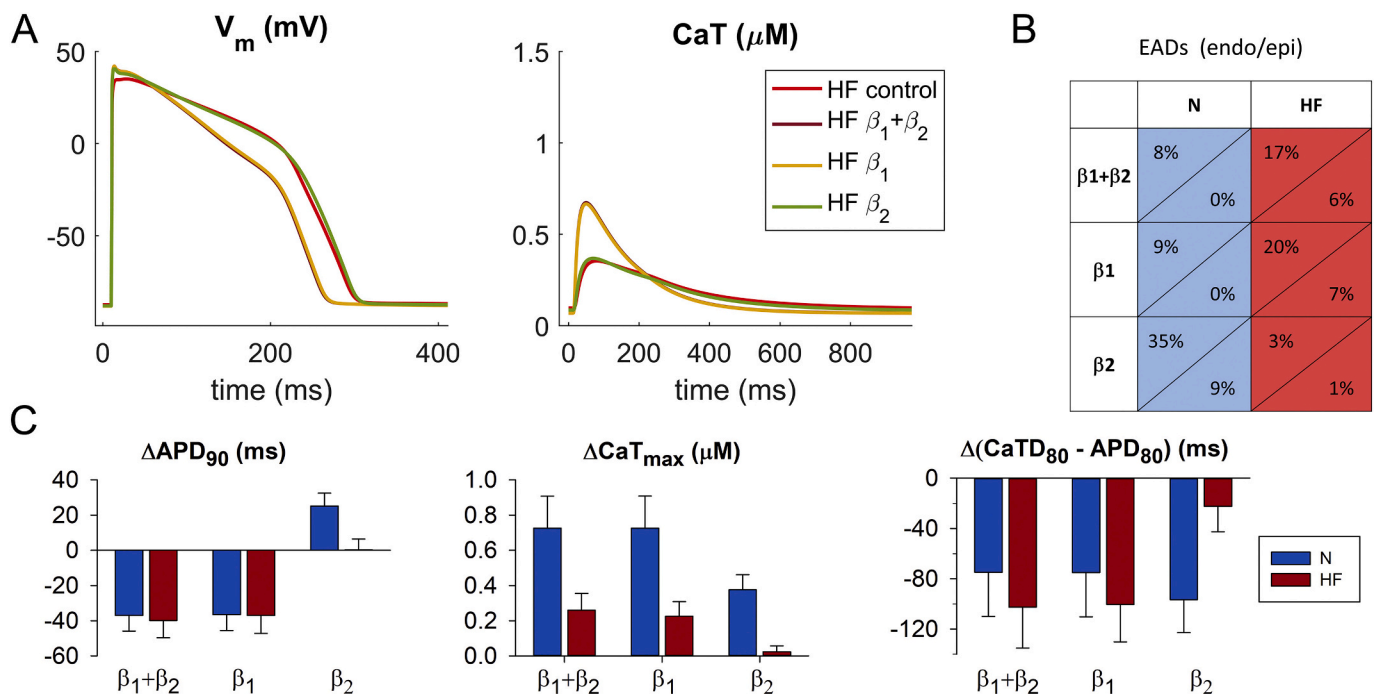 A
V_m (mV)
50
0
-50
0
200
400
time (ms)
CaT (μM)
1.5
1
0.5
0
0
200
400
600
800
time (ms)
HF control
HF β₁+β₂
HF β₁
HF β₂
B
EADs (endo/epi)
N HF
β1+β2 8% 0% 17% 6%
β1 9% 0% 20% 7%
β2 35% 9% 3% 1%
C
ΔAPD₉₀ (ms)
40
20
0
-20
-40
-60
β₁+β₂ β₁ β₂
ΔCaT_max (μM)
1.0
0.8
0.6
0.4
0.2
0.0
β₁+β₂ β₁ β₂
Δ(CaTD₈₀ - APD₈₀) (ms)
0
-40
-80
-120
β₁+β₂ β₁ β₂
N
HF